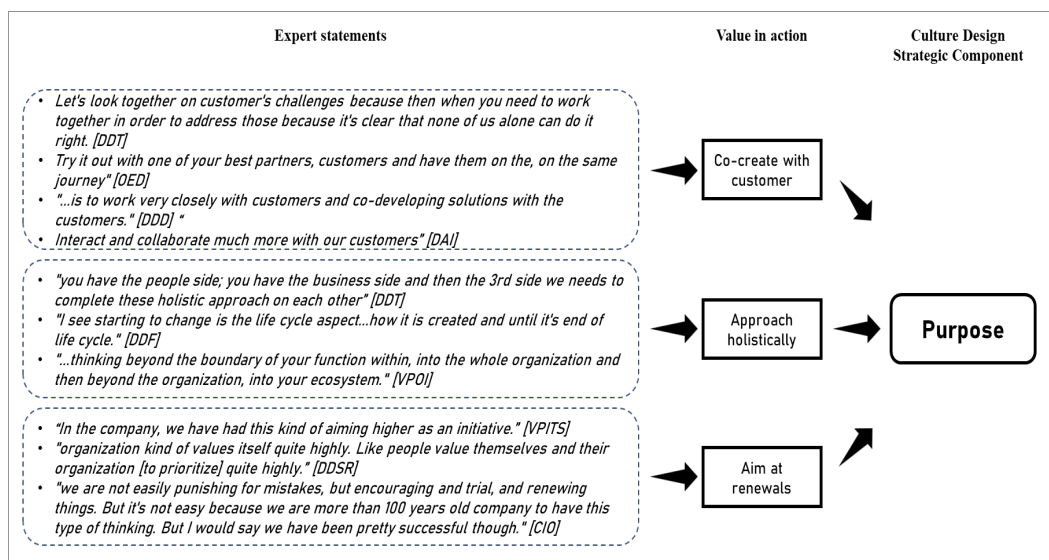 Expert statements
Value in action
Culture Design
Strategic Component
• Let's look together on customer's challenges because then when you need to work
together in order to address those because it's clear that none of us alone can do it
right. [DDT]
• Try it out with one of your best partners, customers and have them on the, on the same
journey" [OED]
• "...is to work very closely with customers and co-developing solutions with the
customers." [DDD] “
• Interact and collaborate much more with our customers” [DAI]
Co-create with
customer
• "you have the people side; you have the business side and then the 3rd side we needs to
complete these holistic approach on each other” [DDT]
• "I see starting to change is the life cycle aspect...how it is created and until it's end of
life cycle." [DDF]
• "...thinking beyond the boundary of your function within, into the whole organization and
then beyond the organization, into your ecosystem." [VPOI]
Approach
holistically
Purpose
• “In the company, we have had this kind of aiming higher as an initiative.” [VPITS]
• "organization kind of values itself quite highly. Like people value themselves and their
organization [to prioritize] quite highly.” [DDSR]
• "we are not easily punishing for mistakes, but encouraging and trial, and renewing
things. But it's not easy because we are more than 100 years old company to have this
type of thinking. But I would say we have been pretty successful though." [CIO]
Aim at
renewals